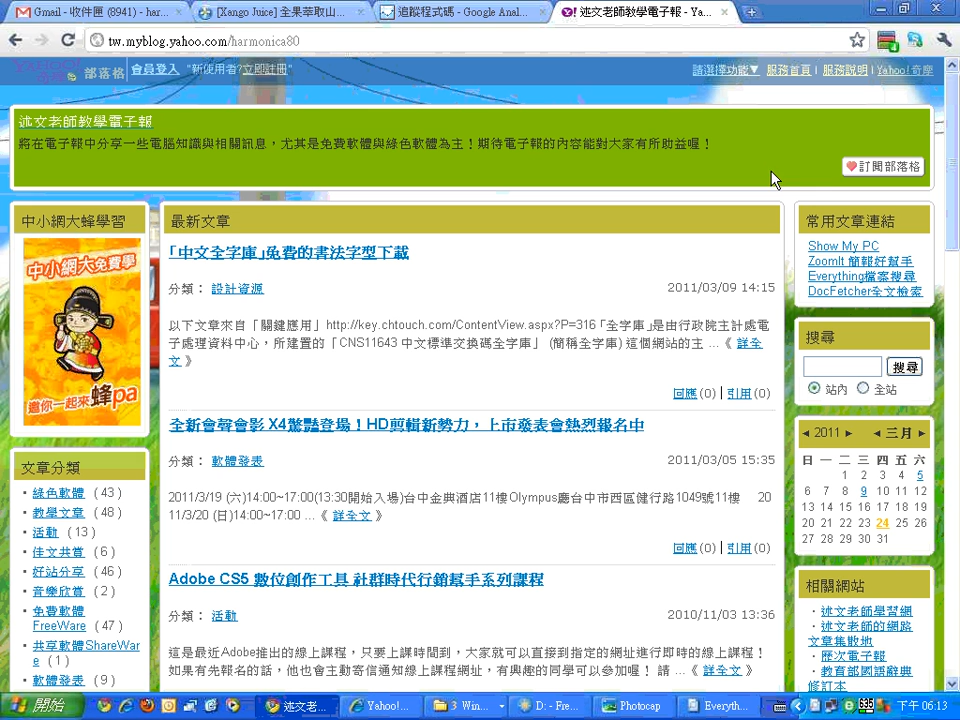 Gmail - 收件匣 (8941) - har...
[Xango Juice] 全果萃取山...
追蹤程式碼 - Google Anal...
述文老師教學電子報 - Ya...
tw.myblog.yahoo.com/harmonica80
部落格 會員登入 "新使用者?立即註冊"
請選擇功能▼ 服務首頁 | 服務說明 | Yahoo!奇摩
述文老師教學電子報
將在電子報中分享一些電腦知識與相關訊息，尤其是免費軟體與綠色軟體為主！期待電子報的內容能對大家有所助益喔！
訂閱部落格
中小網大蜂學習
中小網大免費學
邀你一起來蜂pa
文章分類
綠色軟體 ( 43 )
教學文章 ( 48 )
活動 ( 13 )
佳文共賞 ( 6 )
好站分享 ( 46 )
音樂欣賞 ( 2 )
免費軟體
FreeWare ( 47 )
共享軟體ShareWar
e ( 1 )
軟體發表 ( 9 )
最新文章
「中文全字庫」免費的書法字型下載
分類： 設計資源 2011/03/09 14:15
以下文章來自「關鍵應用」http://key.chtouch.com/ContentView.aspx?P=316「全字庫」是由行政院主計處電
子處理資料中心，所建置的「CNS11643 中文標準交換碼全字庫」 (簡稱全字庫) 這個網站的主 ...《 詳全
文 》
回應(0) | 引用(0)
全新會聲會影 X4驚豔登場！HD剪輯新勢力，上市發表會熱烈報名中
分類： 軟體發表 2011/03/05 15:35
2011/3/19 (六)14:00~17:00(13:30開始入場)台中金典酒店11樓Olympus廳台中市西區健行路1049號11樓 20
11/3/20 (日)14:00~17:00 ...《 詳全文 》
回應(0) | 引用(0)
Adobe CS5 數位創作工具 社群時代行銷幫手系列課程
分類： 活動 2010/11/03 13:36
這是最近Adobe推出的線上課程，只要上課時間到，大家就可以直接到指定的網址進行即時的線上課程！
如果有先報名的話，他也會主動寄信通知線上課程網址，有興趣的同學可以參加喔！ 請 ...《 詳全文 》
常用文章連結
Show My PC
ZoomIt 簡報好幫手
Everything檔案搜尋
DocFetcher全文檢索
搜尋
搜尋
站內 全站
◄ 2011 ► ◄ 三月 ►
日 一 二 三 四 五 六
1 2 3 4 5
6 7 8 9 10 11 12
13 14 15 16 17 18 19
20 21 22 23 24 25 26
27 28 29 30 31
相關網站
· 述文老師學習網
· 述文老師的網路
文章集散地
· 歷次電子報
· 教育部國語辭典
修訂本
開始
述文老...
Yahoo!...
3 Win...
D: - Fre...
Photocap
Everyth...
下午 06:13